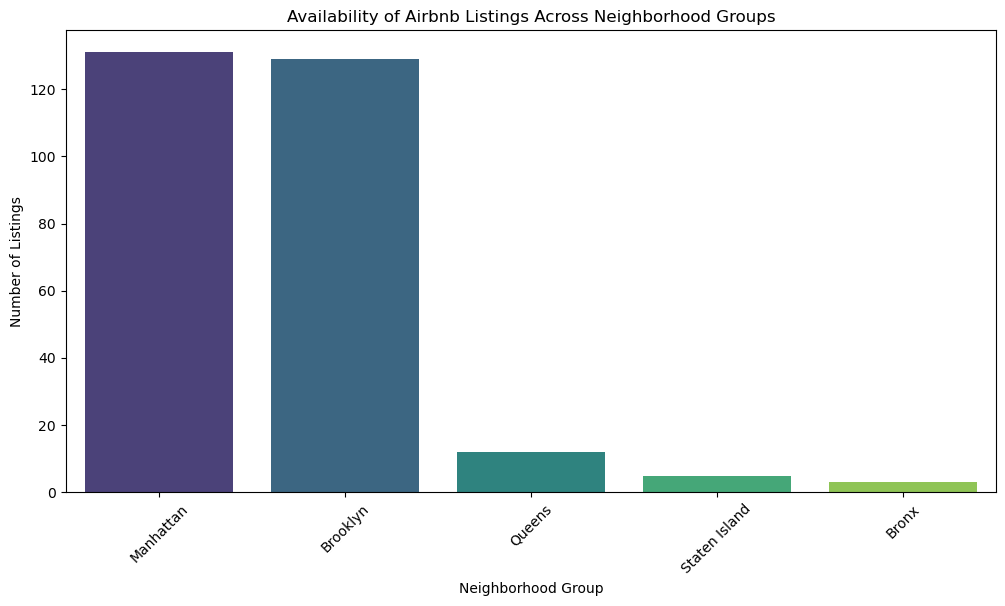 Availability of Airbnb Listings Across Neighborhood Groups
Number of Listings
120
100
80
60
40
20
0
Manhattan
Brooklyn
Queens
Staten Island
Bronx
Neighborhood Group